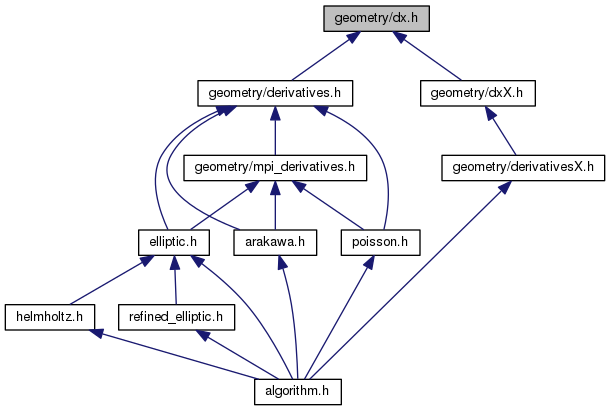 geometry/dx.h
geometry/derivatives.h
geometry/dxX.h
geometry/mpi_derivatives.h
geometry/derivativesX.h
elliptic.h
arakawa.h
poisson.h
helmholtz.h
refined_elliptic.h
algorithm.h